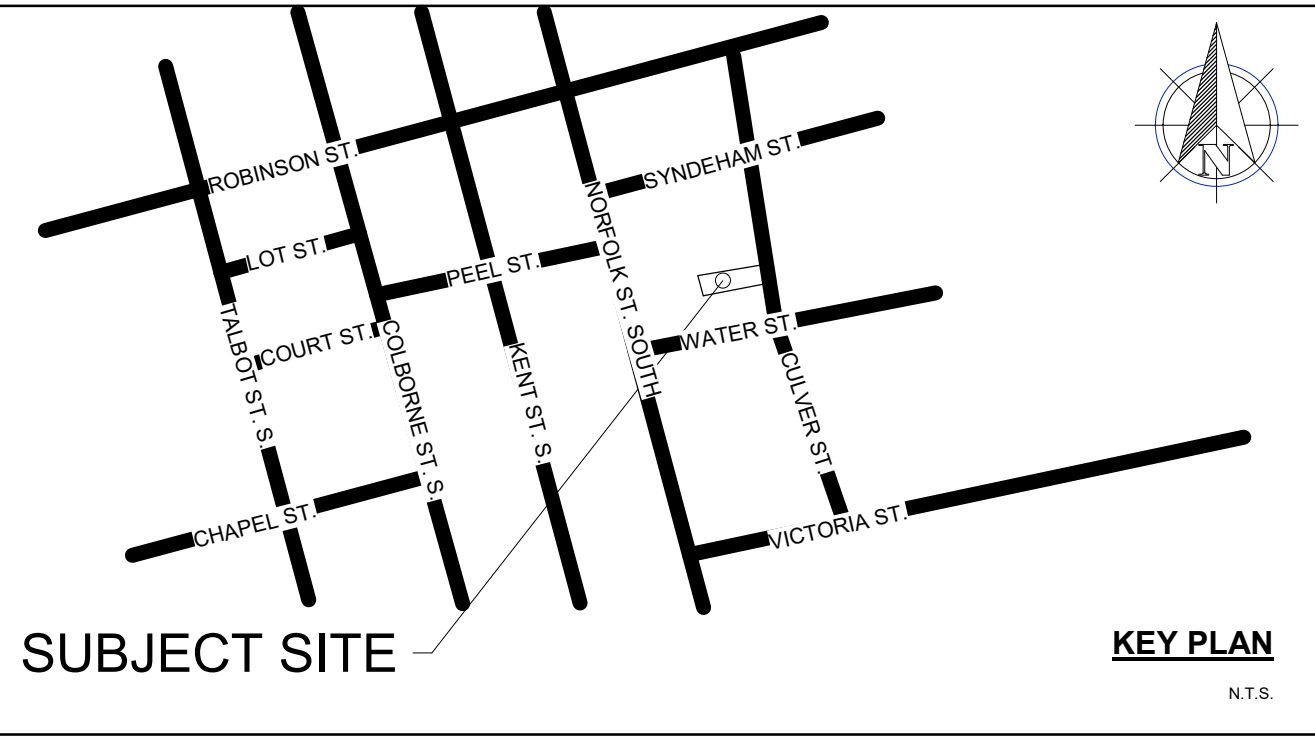 ROBINSON ST.
SYNDEHAM ST.
LOT ST.
PEEL ST.
NORFOLK ST. SOUTH
TALBOT ST. S.
COURT ST.
COLBORNE ST. S.
KENT ST. S.
WATER ST.
CULVER ST.
CHAPEL ST.
VICTORIA ST.
N
SUBJECT SITE
KEY PLAN
N.T.S.